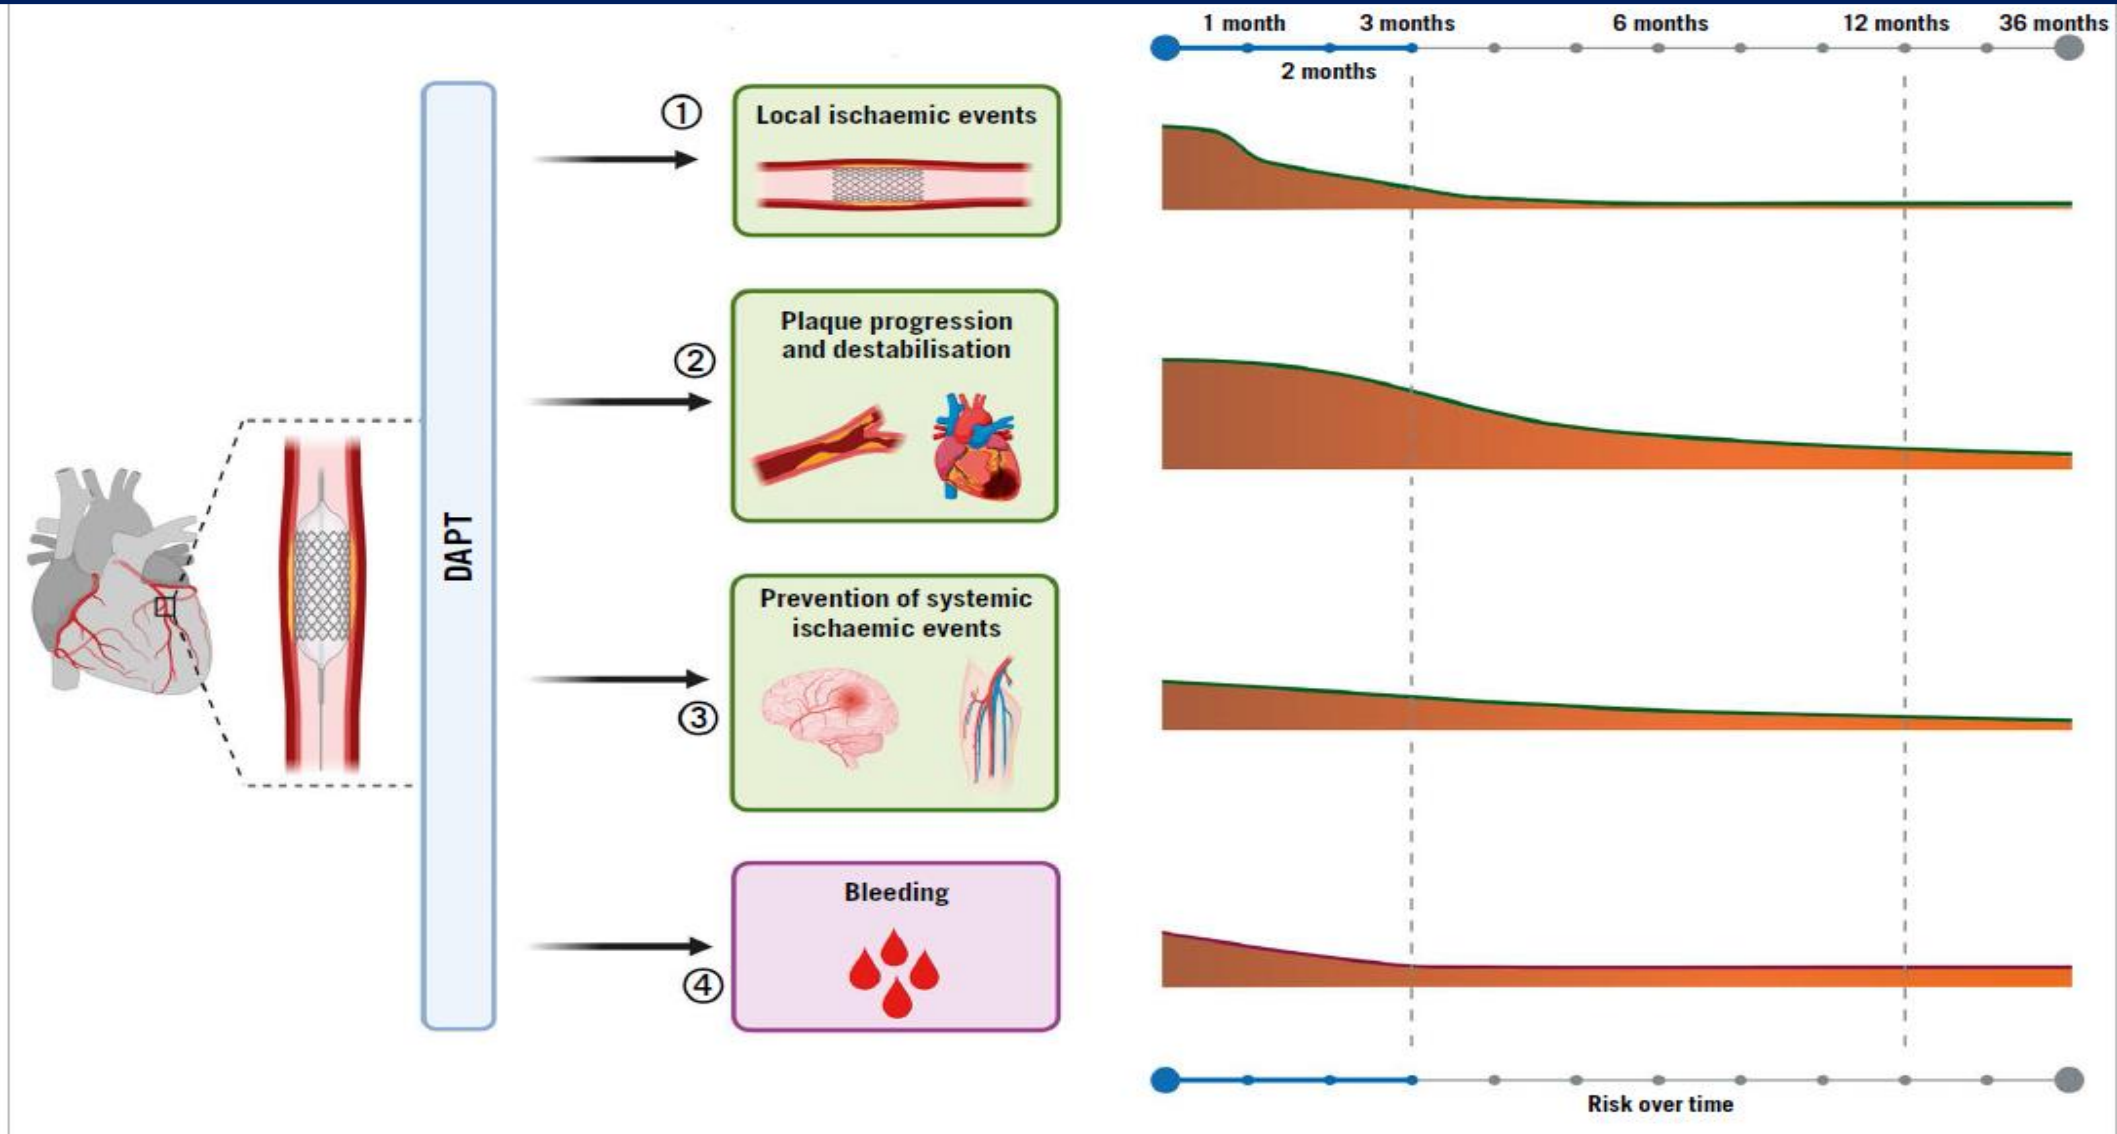 1 month 3 months 6 months 12 months 36 months
2 months
DAPT
①
Local ischaemic events
②
Plaque progression
and destabilisation
③
Prevention of systemic
ischaemic events
④
Bleeding
Risk over time